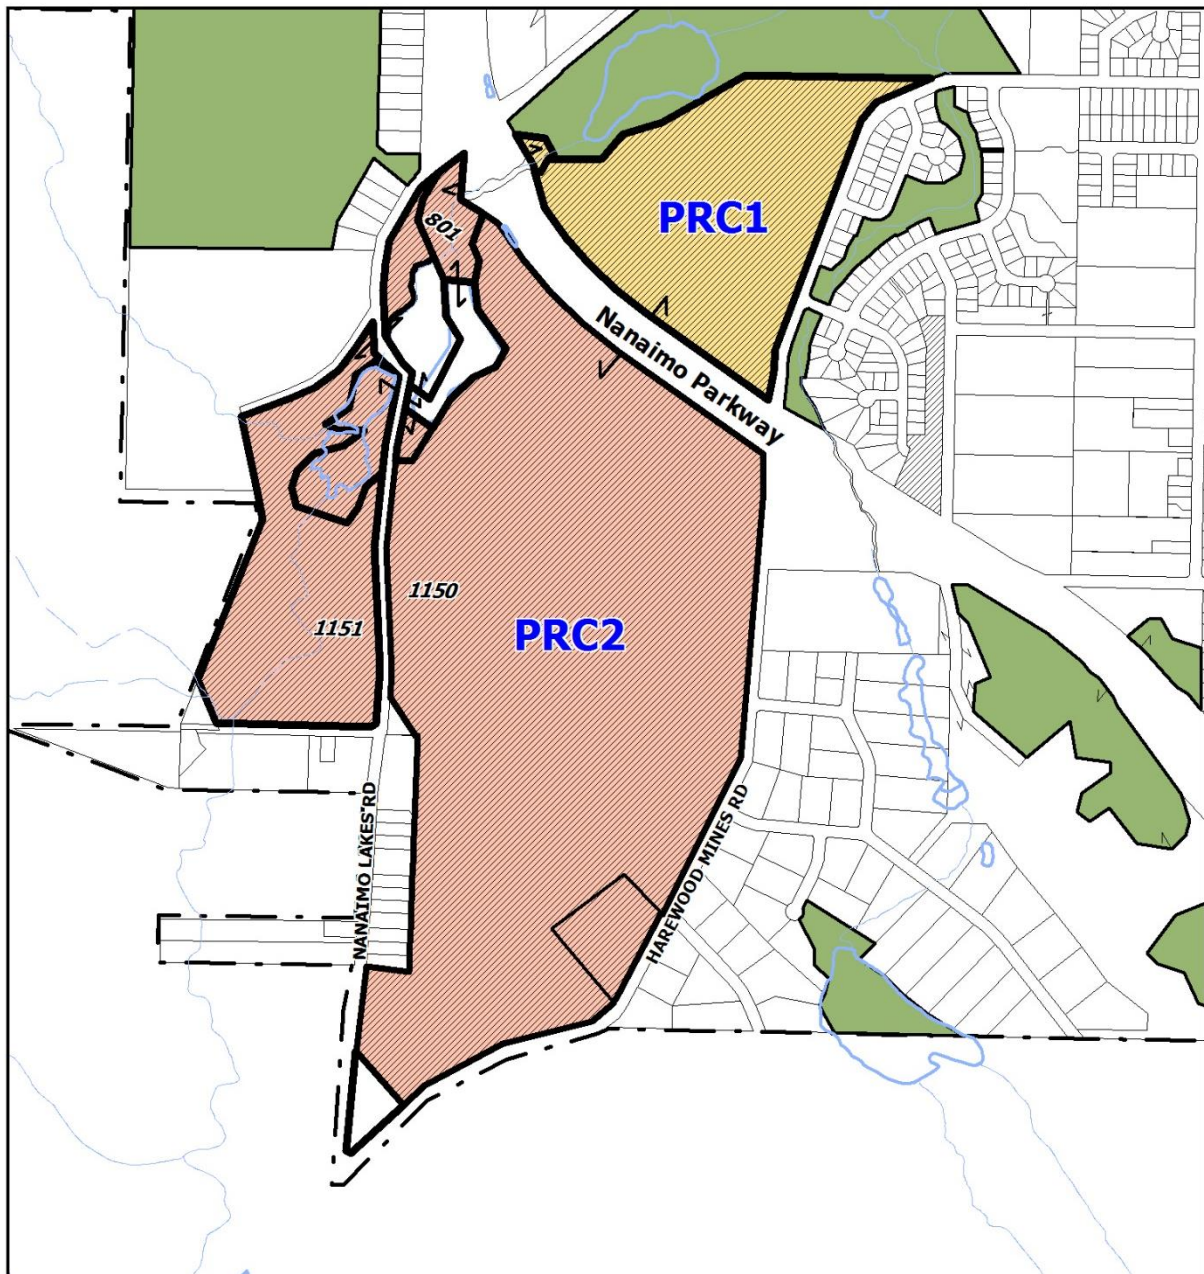 PRC1
801
Nanaimo Parkway
1150
1151
PRC2
NANAIMO LAKES RD
HAREWOOD MINES RD